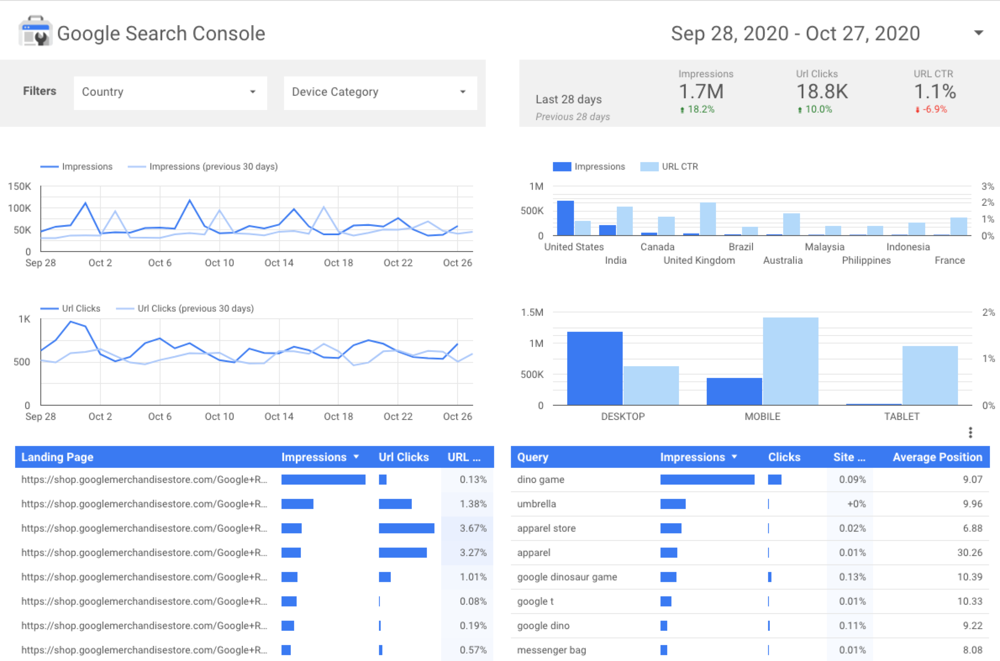 Google Search Console
Sep 28, 2020 - Oct 27, 2020
Filters
Country
Device Category
Last 28 days
Previous 28 days
Impressions
1.7M
18.2%
Url Clicks
18.8K
10.0%
URL CTR
1.1%
-6.9%
Impressions Impressions (previous 30 days)
150K
100K
50K
0
Sep 28 Oct 2 Oct 6 Oct 10 Oct 14 Oct 18 Oct 22 Oct 26
Impressions URL CTR
1M
500K
0
3%
2%
1%
0%
United States Canada Brazil Malaysia Indonesia
India United Kingdom Australia Philippines France
Url Clicks Url Clicks (previous 30 days)
1K
500
0
Sep 28 Oct 2 Oct 6 Oct 10 Oct 14 Oct 18 Oct 22 Oct 26
1.5M
1M
500K
0
2%
1%
0%
DESKTOP MOBILE TABLET
Landing Page Impressions Url Clicks URL ...
https://shop.googlemerchandisestore.com/Google+R... 0.13%
https://shop.googlemerchandisestore.com/Google+R... 1.38%
https://shop.googlemerchandisestore.com/Google+R... 3.67%
https://shop.googlemerchandisestore.com/Google+R... 3.27%
https://shop.googlemerchandisestore.com/Google+R... 1.01%
https://shop.googlemerchandisestore.com/Google+R... 0.08%
https://shop.googlemerchandisestore.com/Google+R... 0.19%
https://shop.googlemerchandisestore.com/Google+R... 0.57%
Query Impressions Clicks Site ... Average Position
dino game 0.09% 9.07
umbrella +0% 9.96
apparel store 0.02% 6.88
apparel 0.01% 30.26
google dinosaur game 0.13% 10.39
google t 0.01% 10.33
google dino 0.11% 9.22
messenger bag 0.01% 8.08